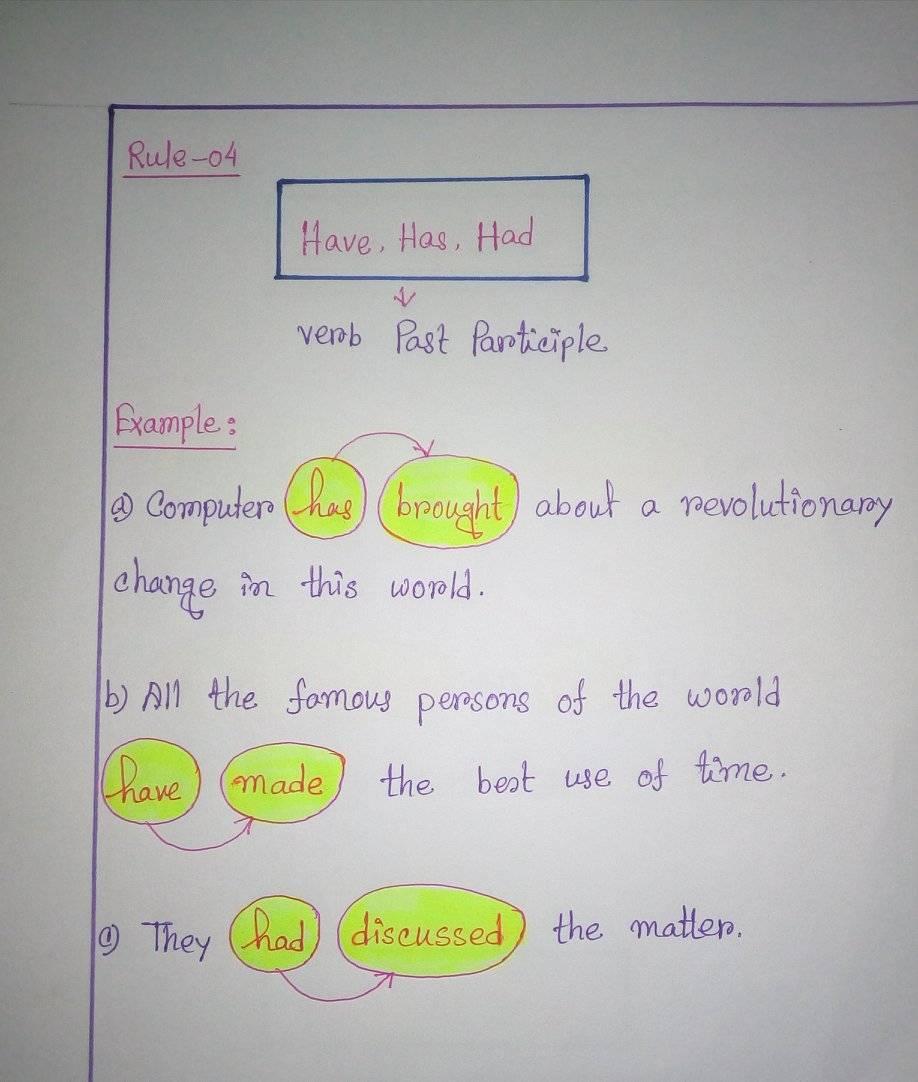 Rule-04
Have, Has, Had
verb Past Participle
Example:
a) Computer has brought about a revolutionary
change in this world.
b) All the famous persons of the world
have made the best use of time.
c) They had discussed the matter.